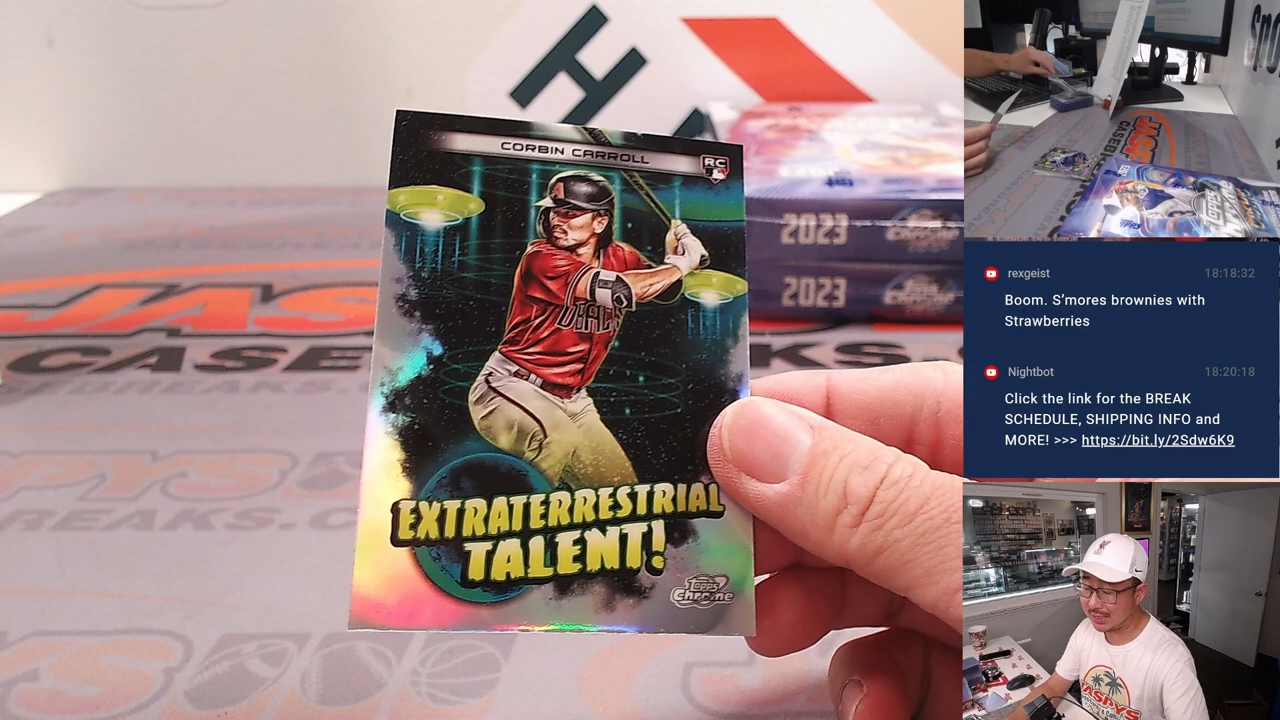 CORBIN CARROLL
RC
EXTRATERRESTRIAL
TALENT!
Topps
Chrome
2023
2023
JAS
CASE
KS.
rexgeist 18:18:32
Boom. S'mores brownies with
Strawberries
Nightbot 18:20:18
Click the link for the BREAK
SCHEDULE, SHIPPING INFO and
MORE! >>> https://bit.ly/2Sdw6K9